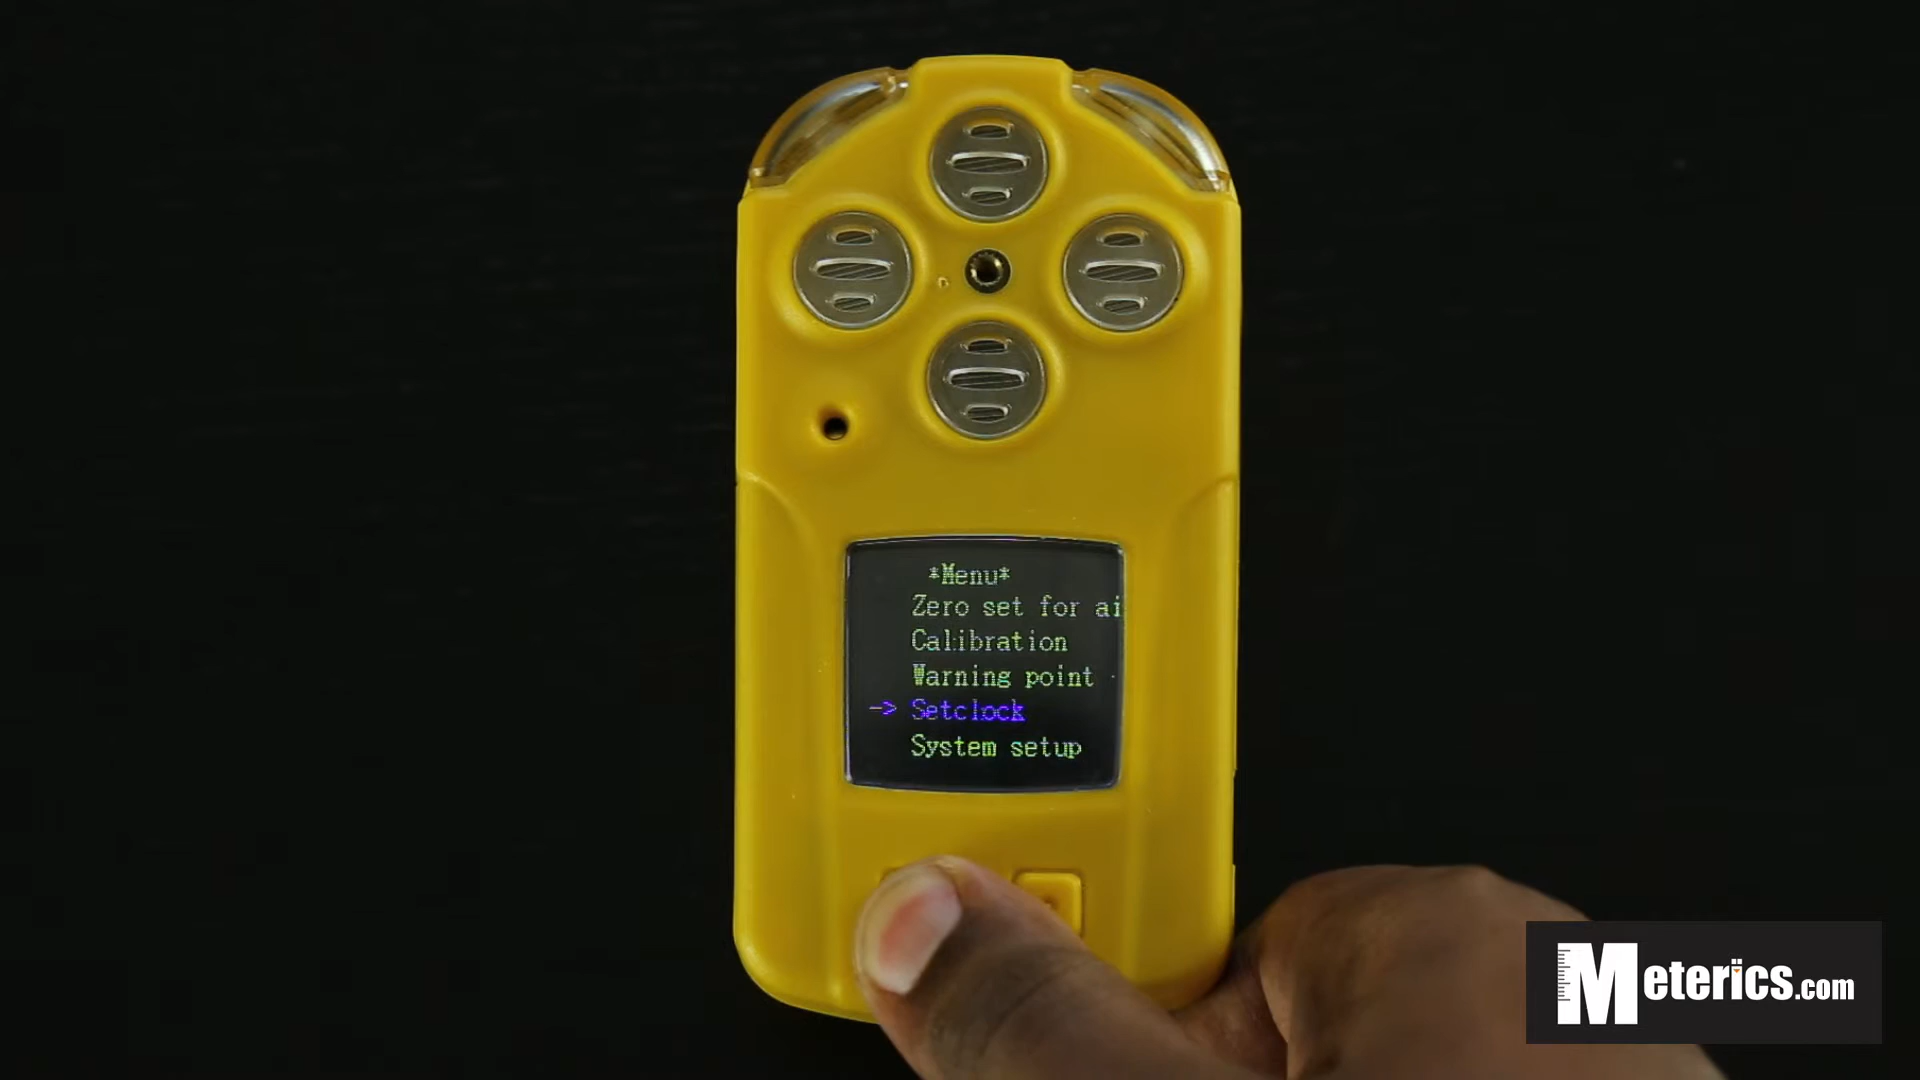 *Menu*
Zero set for ai
Calibration
Warning point
-> Setclock
System setup
Meterics.com